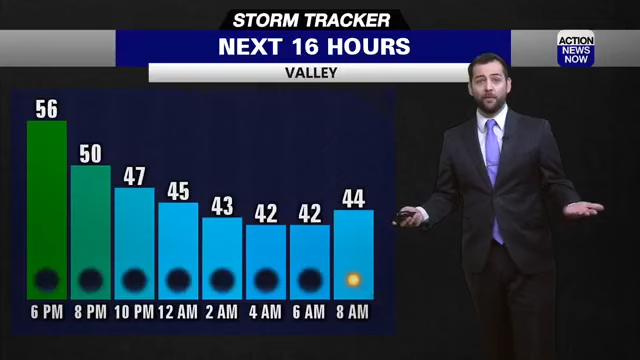 STORM TRACKER
NEXT 16 HOURS
VALLEY
ACTION
NEWS
NOW
56
50
47
45
43
42
42
44
6 PM
8 PM
10 PM
12 AM
2 AM
4 AM
6 AM
8 AM